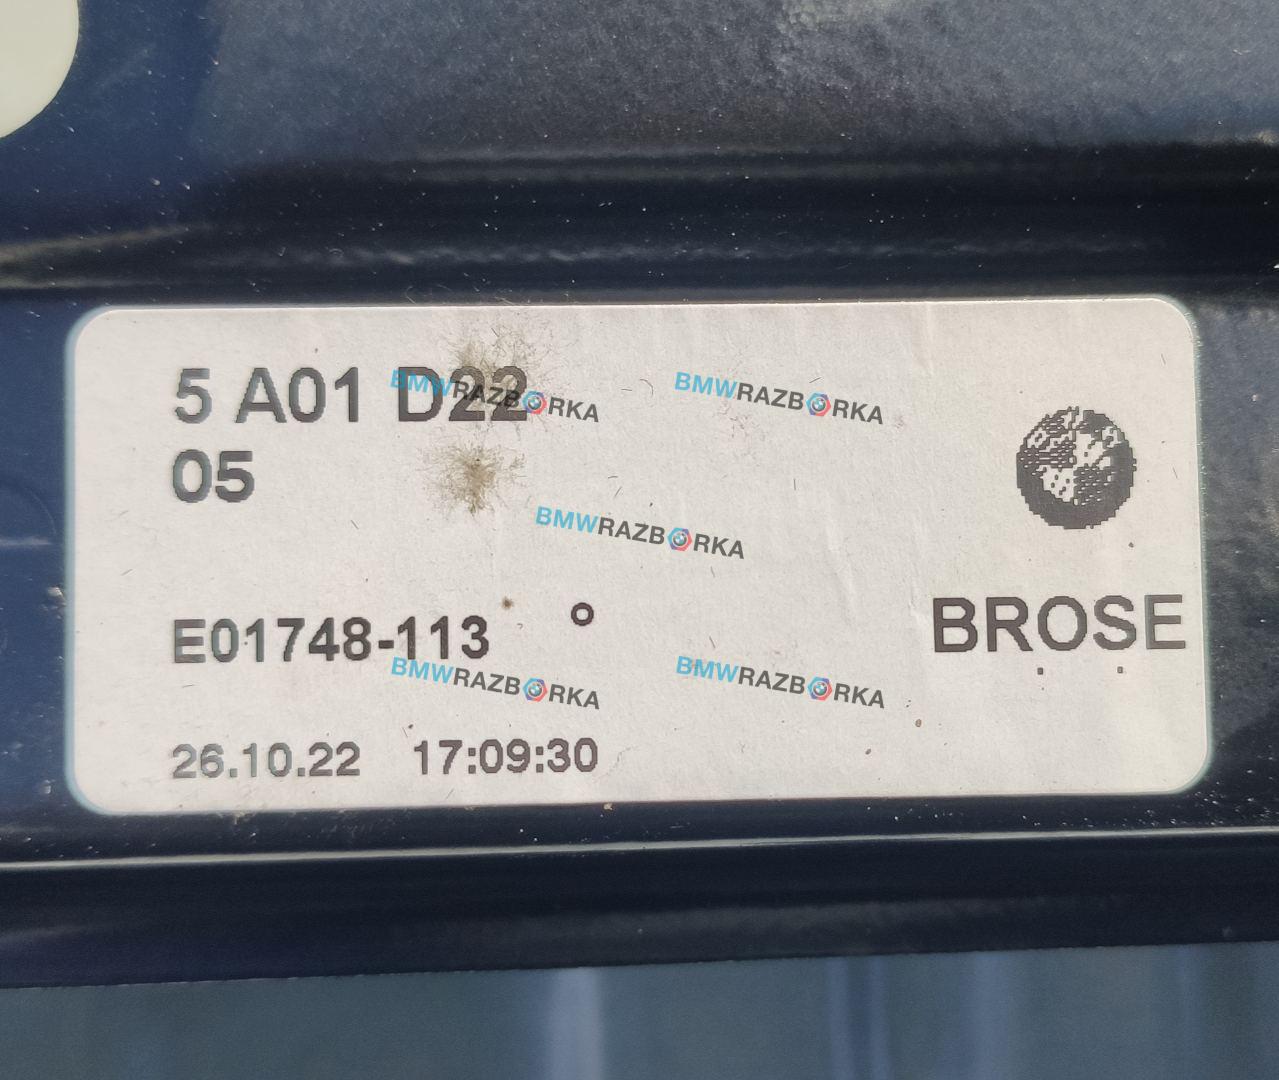 5 A01 D22
05
E01748-113
BROSE
26.10.22 17:09:30
BMWRAZBORKA
BMWRAZBORKA
BMWRAZBORKA
BMWRAZBORKA
BMWRAZBORKA